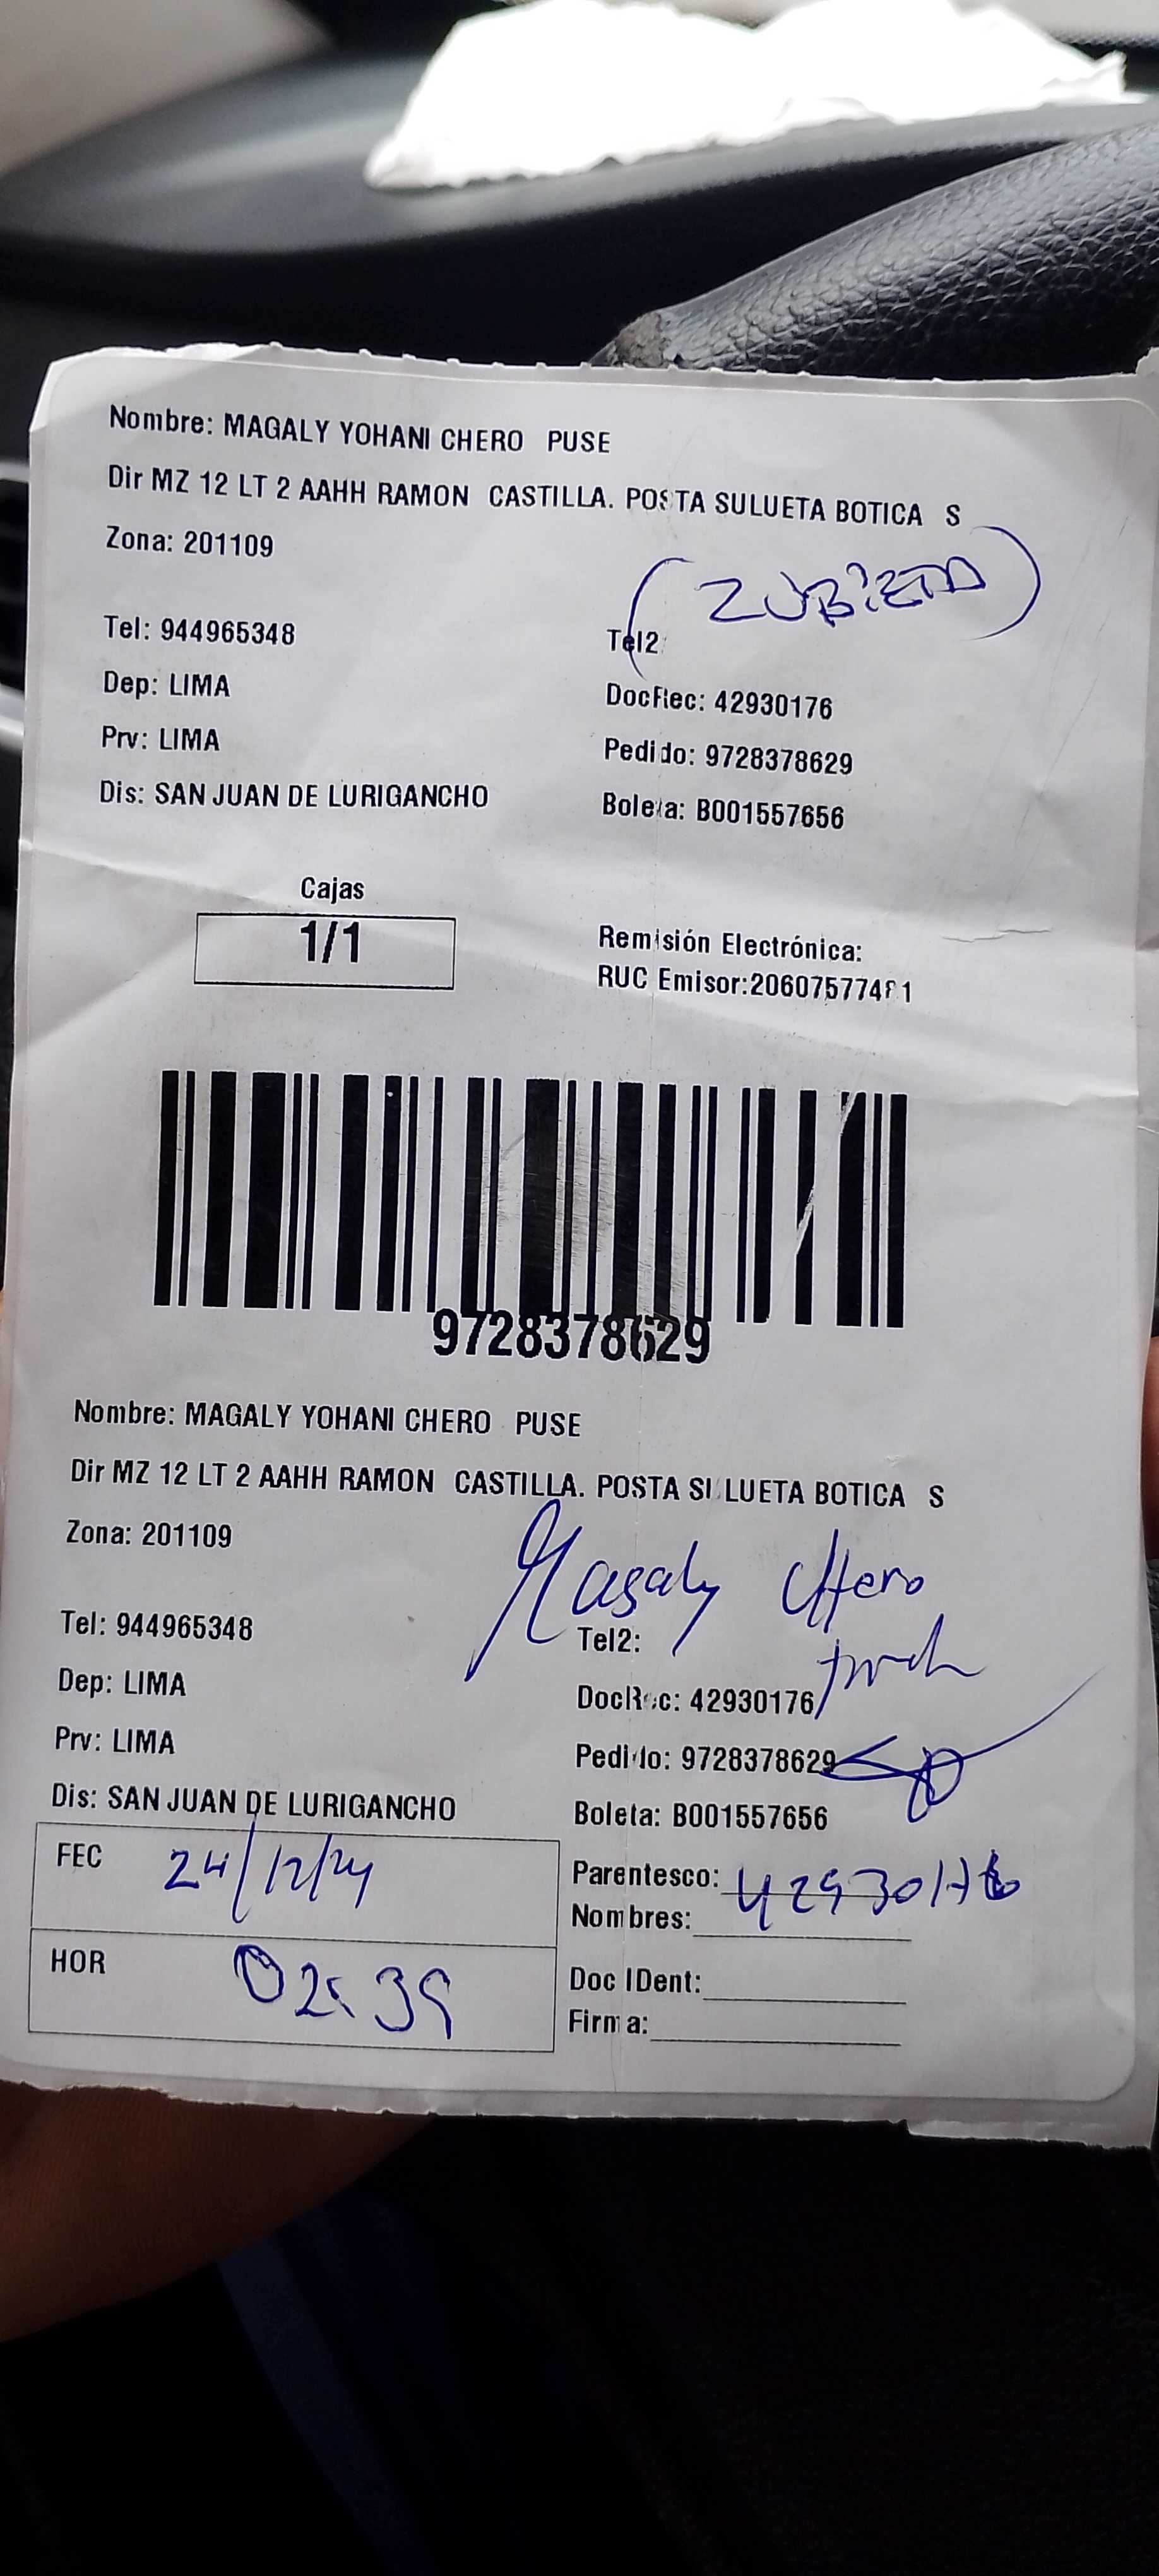 Nombre: MAGALY YOHANI CHERO PUSE
Dir MZ 12 LT 2 AAHH RAMON CASTILLA. POSTA SULUETA BOTICA S
Zona: 201109
(ZUBIETA)
Tel: 944965348 Tel2:
Dep: LIMA DocRec: 42930176
Prv: LIMA Pedido: 9728378629
Dis: SAN JUAN DE LURIGANCHO Boleta: B001557656
Cajas
1/1
Remisión Electrónica:
RUC Emisor:
9728378629
Nombre: MAGALY YOHANI CHERO PUSE
Dir MZ 12 LT 2 AAHH RAMON CASTILLA. POSTA SULUETA BOTICA S
Zona: 201109
Magaly Chero
Tel: 944965348 Tel2:
Dep: LIMA DocRec: 42930176
Prv: LIMA Pedido: 9728378629
Dis: SAN JUAN DE LURIGANCHO Boleta: B001557656
FEC 24/12/24 Parentesco: 42930176
Nombres:
HOR 02:39 Doc IDent:
Firma: